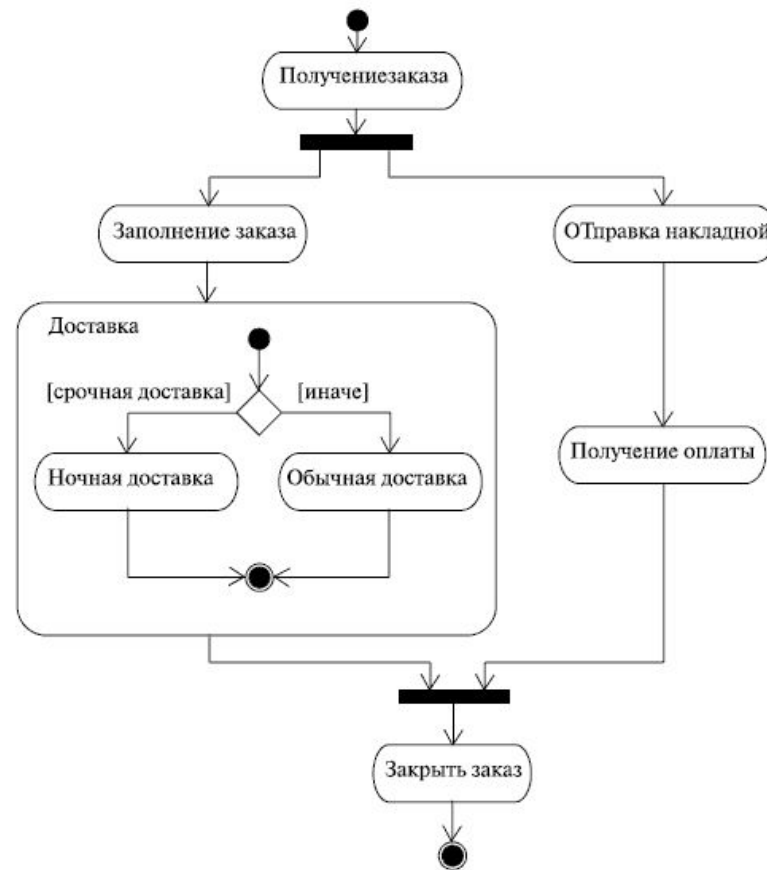 Получениезаказа
Заполнение заказа
ОТправка накладной
Доставка
[срочная доставка]
[иначе]
Ночная доставка
Обычная доставка
Получение оплаты
Закрыть заказ